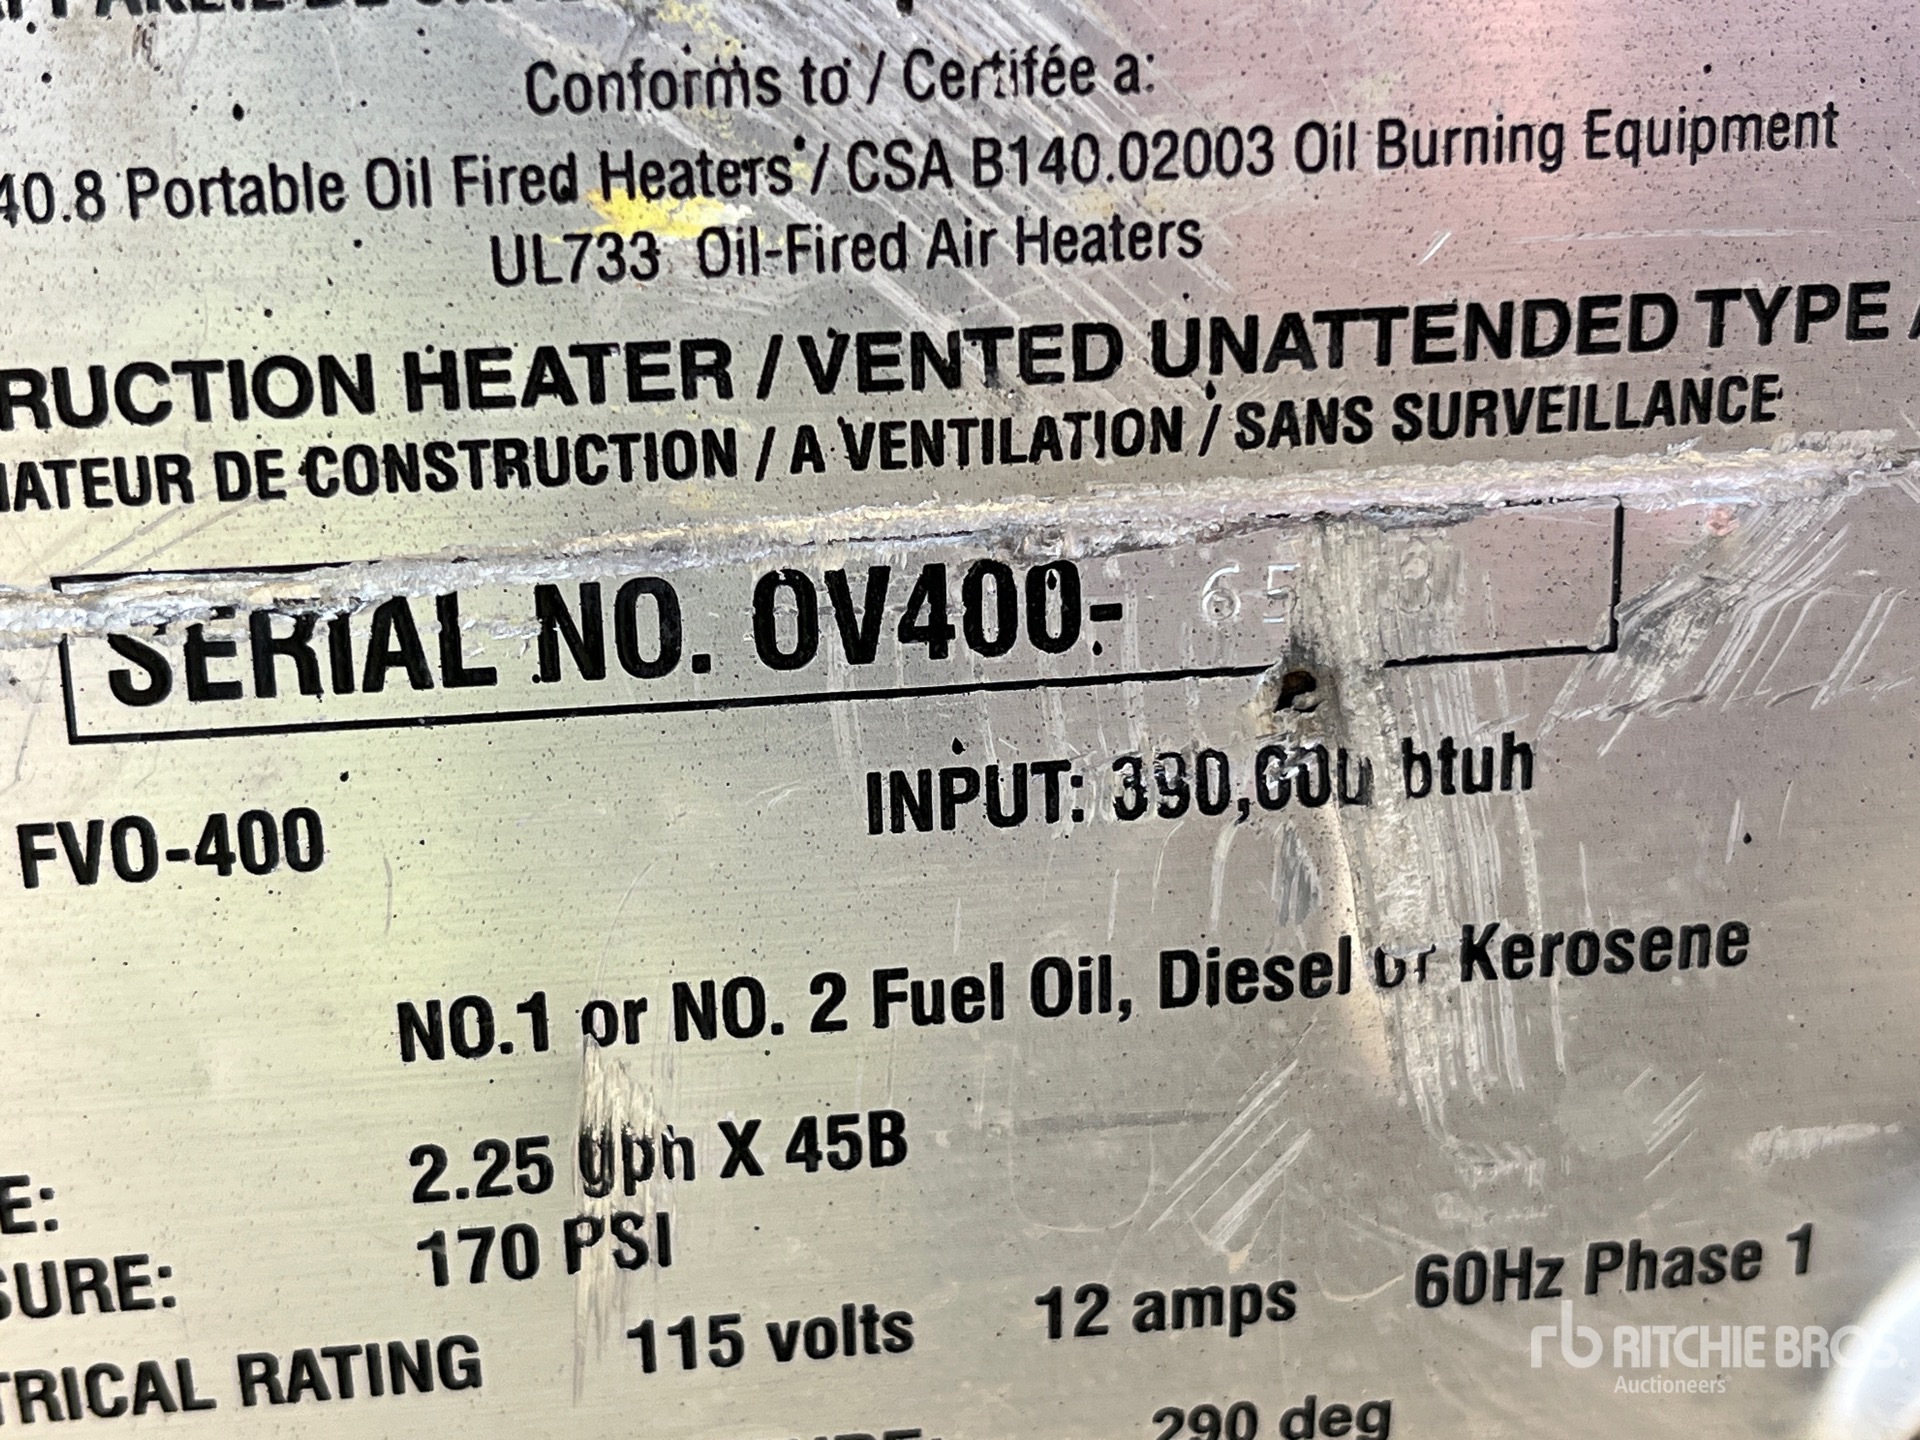 Conforms to / Certifée a:
40.8 Portable Oil Fired Heaters / CSA B140.02003 Oil Burning Equipment
UL733 Oil-Fired Air Heaters
RUCTION HEATER / VENTED UNATTENDED TYPE
ATEUR DE CONSTRUCTION / A VENTILATION / SANS SURVEILLANCE
SERIAL NO. OV400- 65
FVO-400 INPUT: 390,000 btuh
NO.1 or NO. 2 Fuel Oil, Diesel or Kerosene
E: 2.25 gph X 45B
SURE: 170 PSI
TRICAL RATING 115 volts 12 amps 60Hz Phase 1
290 deg
rb RITCHIE BROS.
Auctioneers